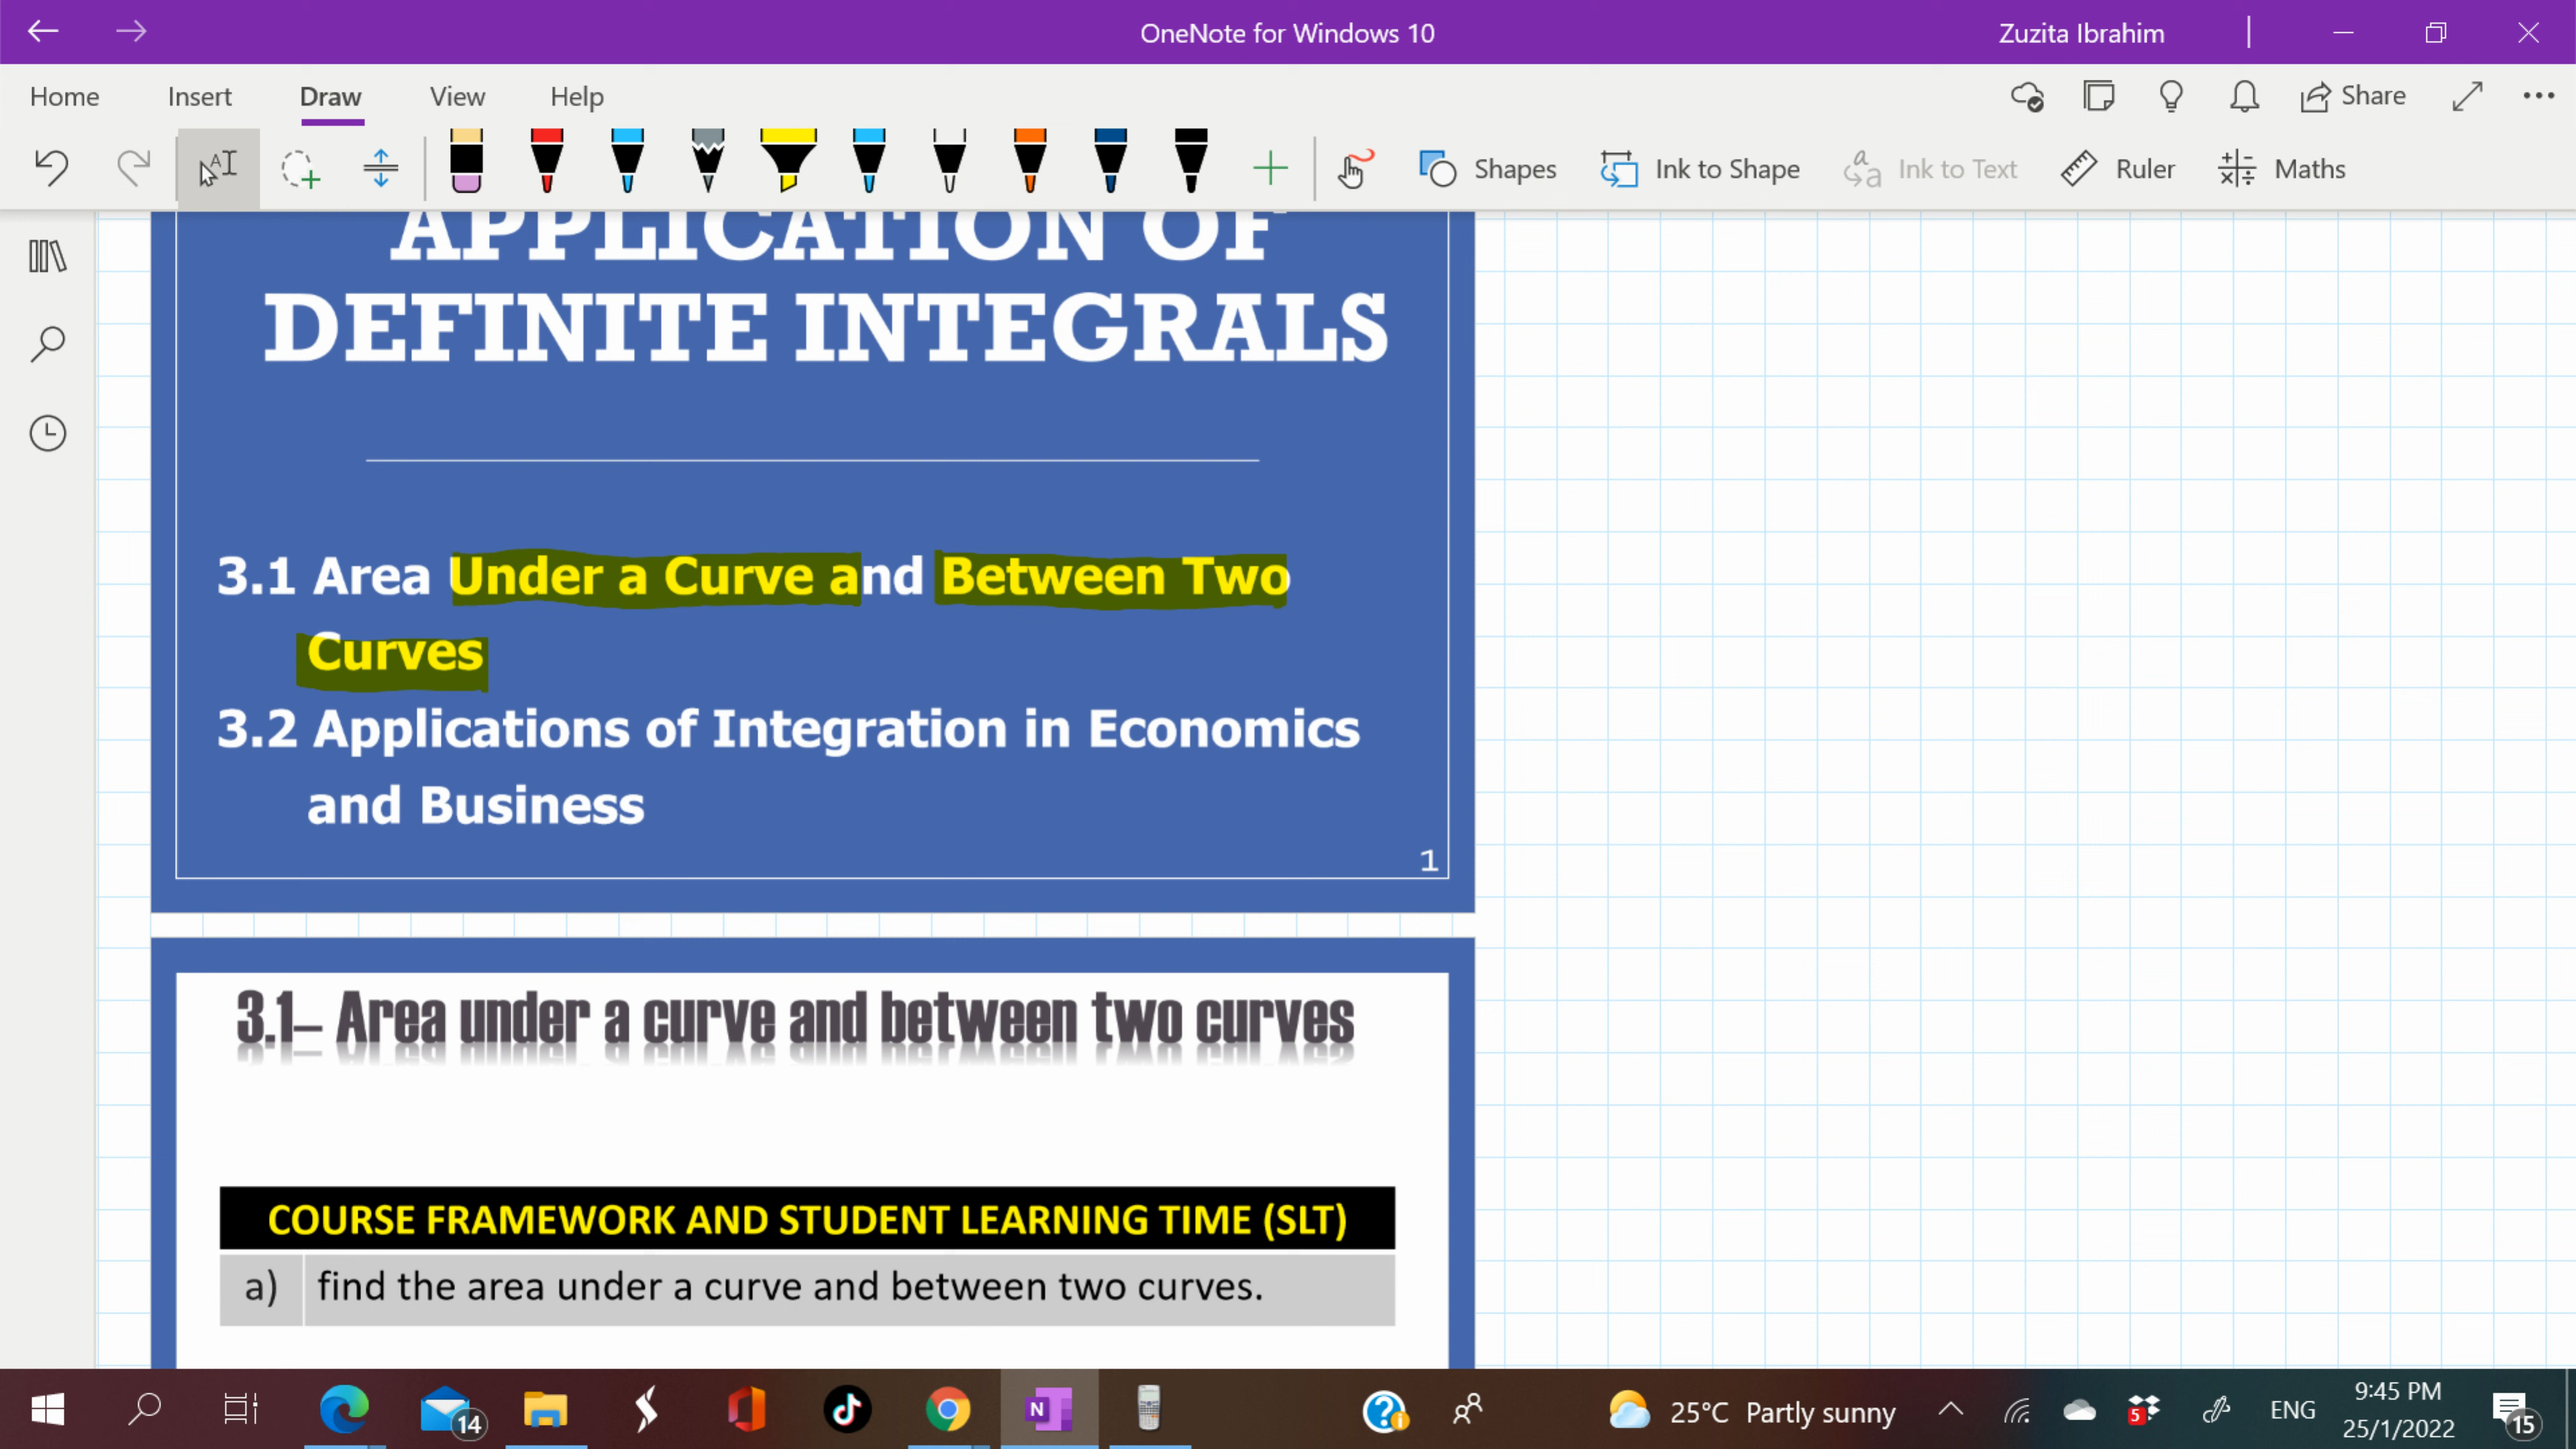 OneNote for Windows 10
Zuzita Ibrahim
Home Insert Draw View Help
Share
Shapes Ink to Shape Ink to Text Ruler Maths
APPLICATION OF
DEFINITE INTEGRALS
3.1 Area Under a Curve and Between Two
Curves
3.2 Applications of Integration in Economics
and Business
1
3.1– Area under a curve and between two curves
COURSE FRAMEWORK AND STUDENT LEARNING TIME (SLT)
a) find the area under a curve and between two curves.
14
N
25°C Partly sunny
5
ENG
9:45 PM
25/1/2022
15